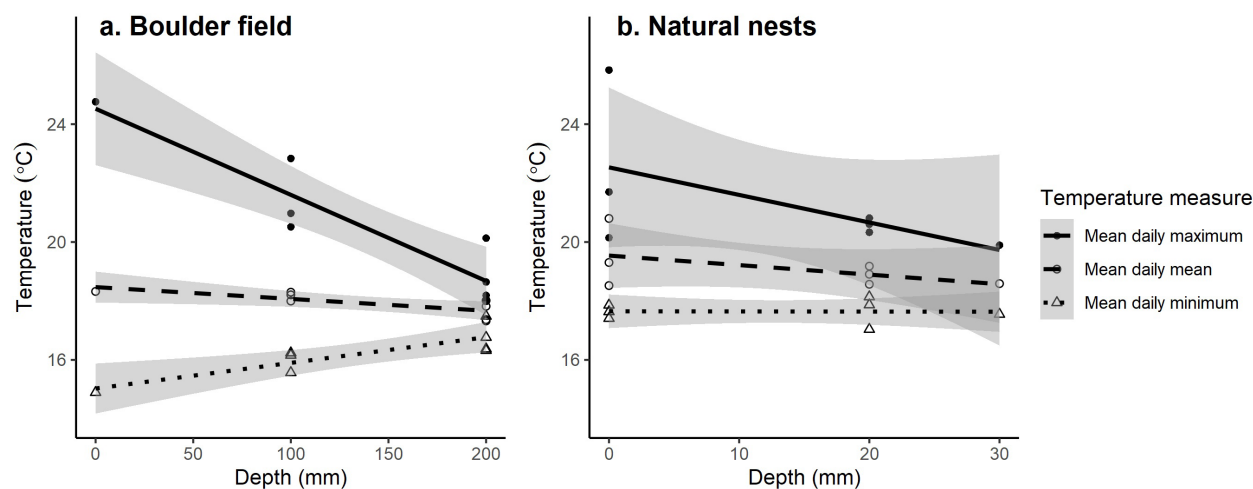 a. Boulder field
Temperature (°C)
24
20
16
0
50
100
150
200
Depth (mm)
b. Natural nests
Temperature (°C)
24
20
16
0
10
20
30
Depth (mm)
Temperature measure
Mean daily maximum
Mean daily mean
Mean daily minimum